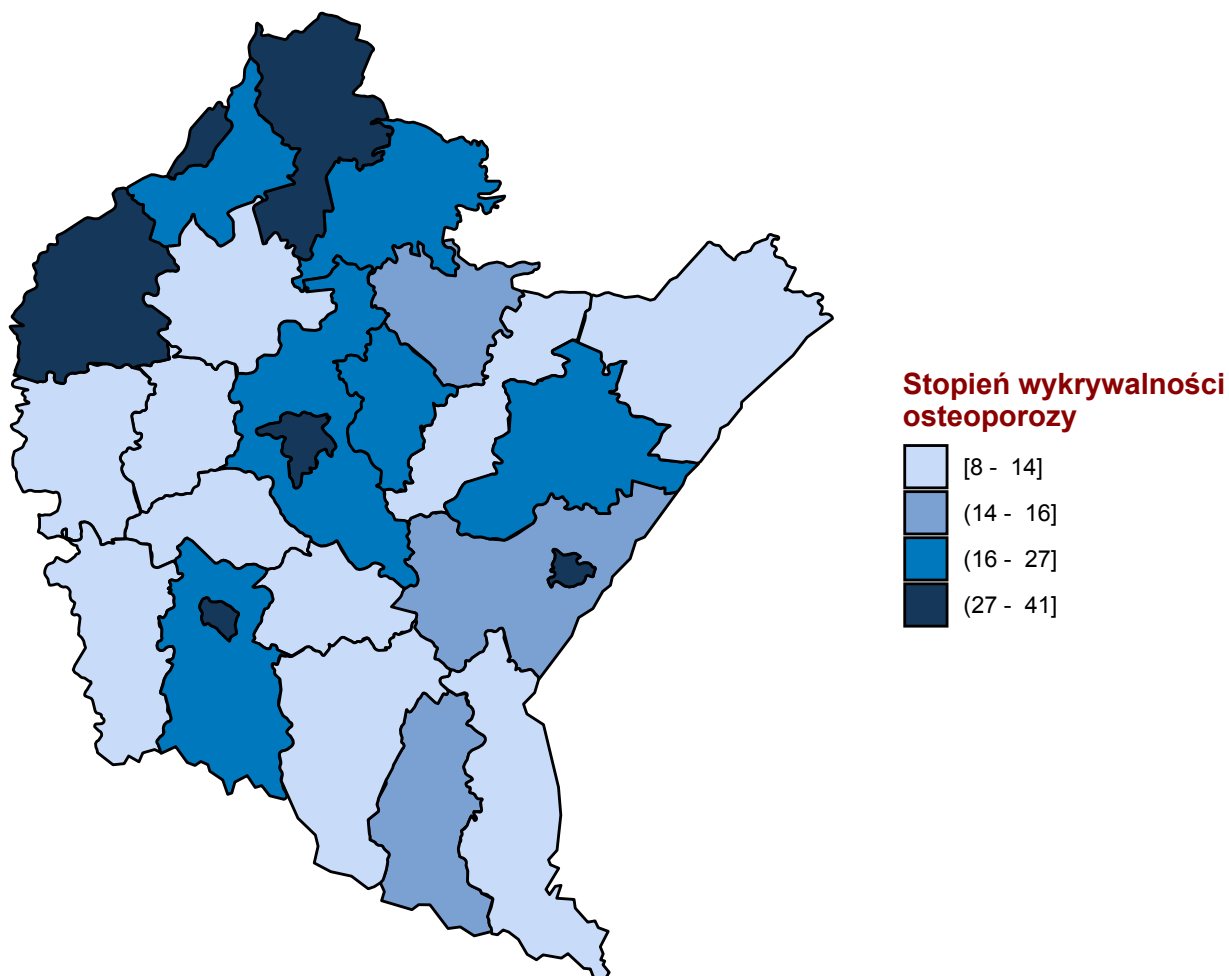 Stopień wykrywalności
osteoporozy
[8 - 14]
(14 - 16]
(16 - 27]
(27 - 41]